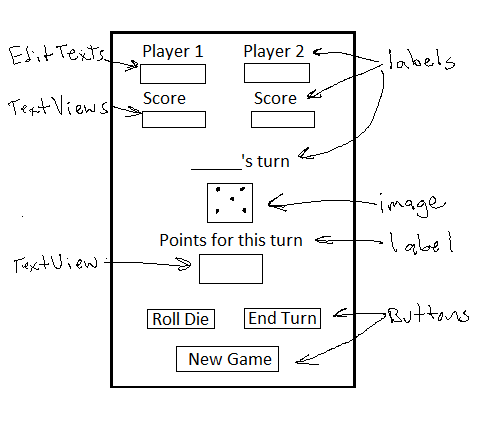 Player 1 Player 2
EditTexts
labels
Score Score
TextViews
______'s turn
image
Points for this turn
label
TextView
Roll Die End Turn
Buttons
New Game